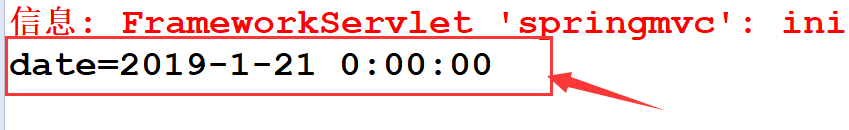 信息: FrameworkServlet 'springmvc': ini
date=2019-1-21 0:00:00